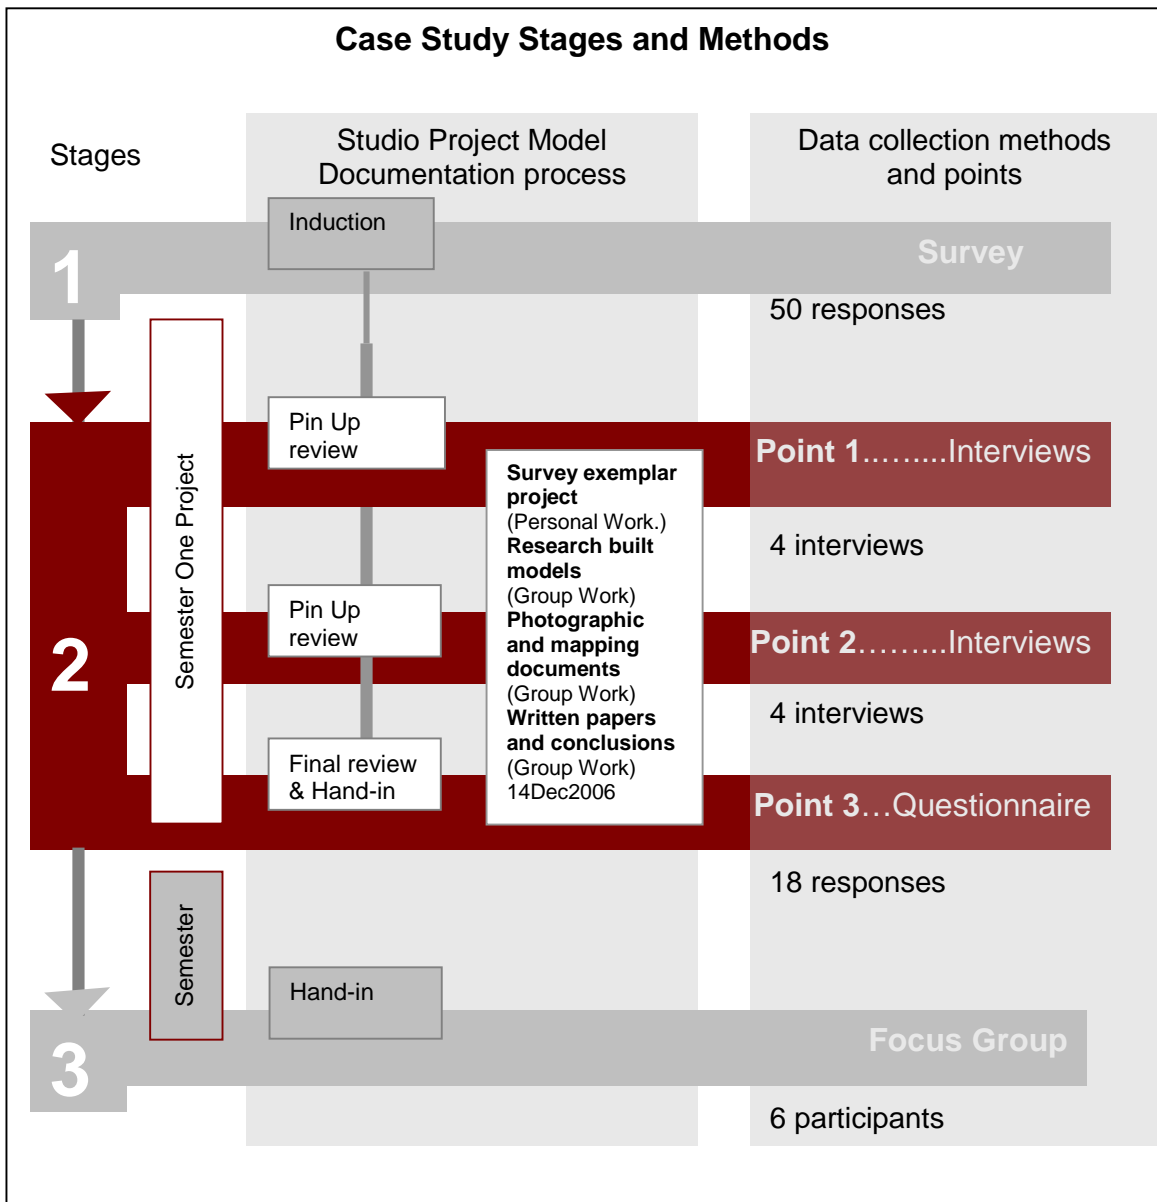 Case Study Stages and Methods
Stages
Studio Project Model
Documentation process
Data collection methods
and points
1
Induction
Survey
50 responses
Semester One Project
2
Pin Up
review
Point 1.…......Interviews
4 interviews
Survey exemplar
project
(Personal Work.)
Research built
models
(Group Work)
Photographic
and mapping
documents
(Group Work)
Written papers
and conclusions
(Group Work)
14Dec2006
Pin Up
review
Point 2……...Interviews
4 interviews
Final review
& Hand-in
Point 3…Questionnaire
18 responses
Semester
3
Hand-in
Focus Group
6 participants